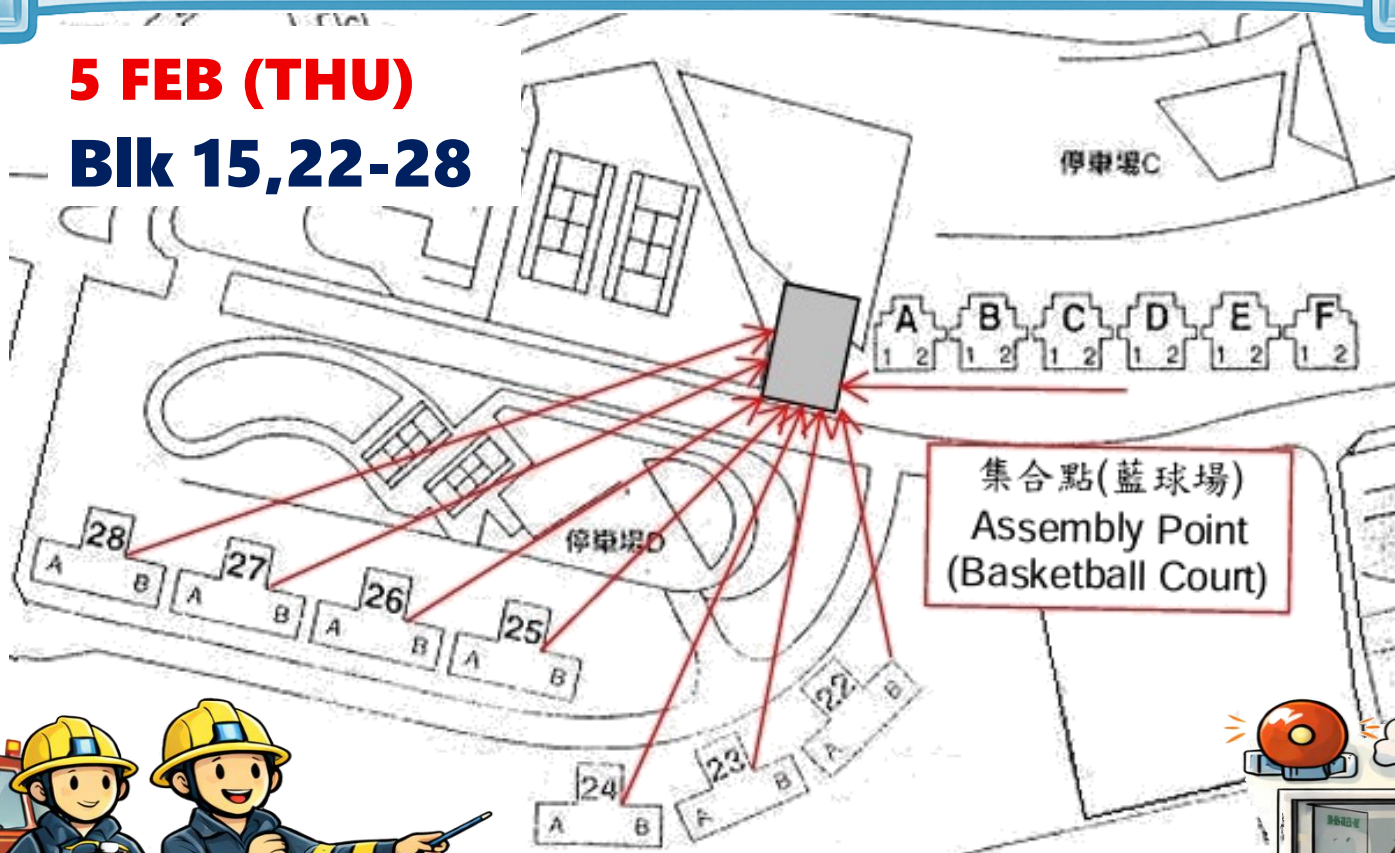 5 FEB (THU)
Blk 15,22-28
停車場C
A B C D E F
1 2 1 2 1 2 1 2 1 2 1 2
集合點(藍球場)
Assembly Point
(Basketball Court)
停車場D
28
A B
27
A B
26
A B
25
A B
22
A B
23
A B
24
A B